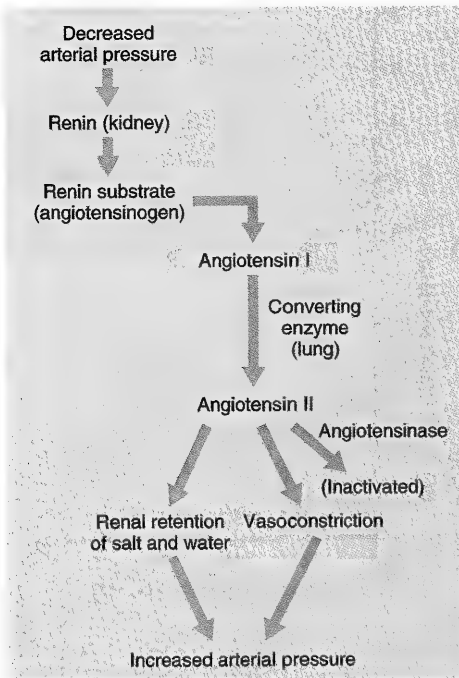 Decreased
arterial pressure
Renin (kidney)
Renin substrate
(angiotensinogen)
Angiotensin I
Converting
enzyme
(lung)
Angiotensin II
Angiotensinase
(Inactivated)
Renal retention
of salt and water
Vasoconstriction
Increased arterial pressure